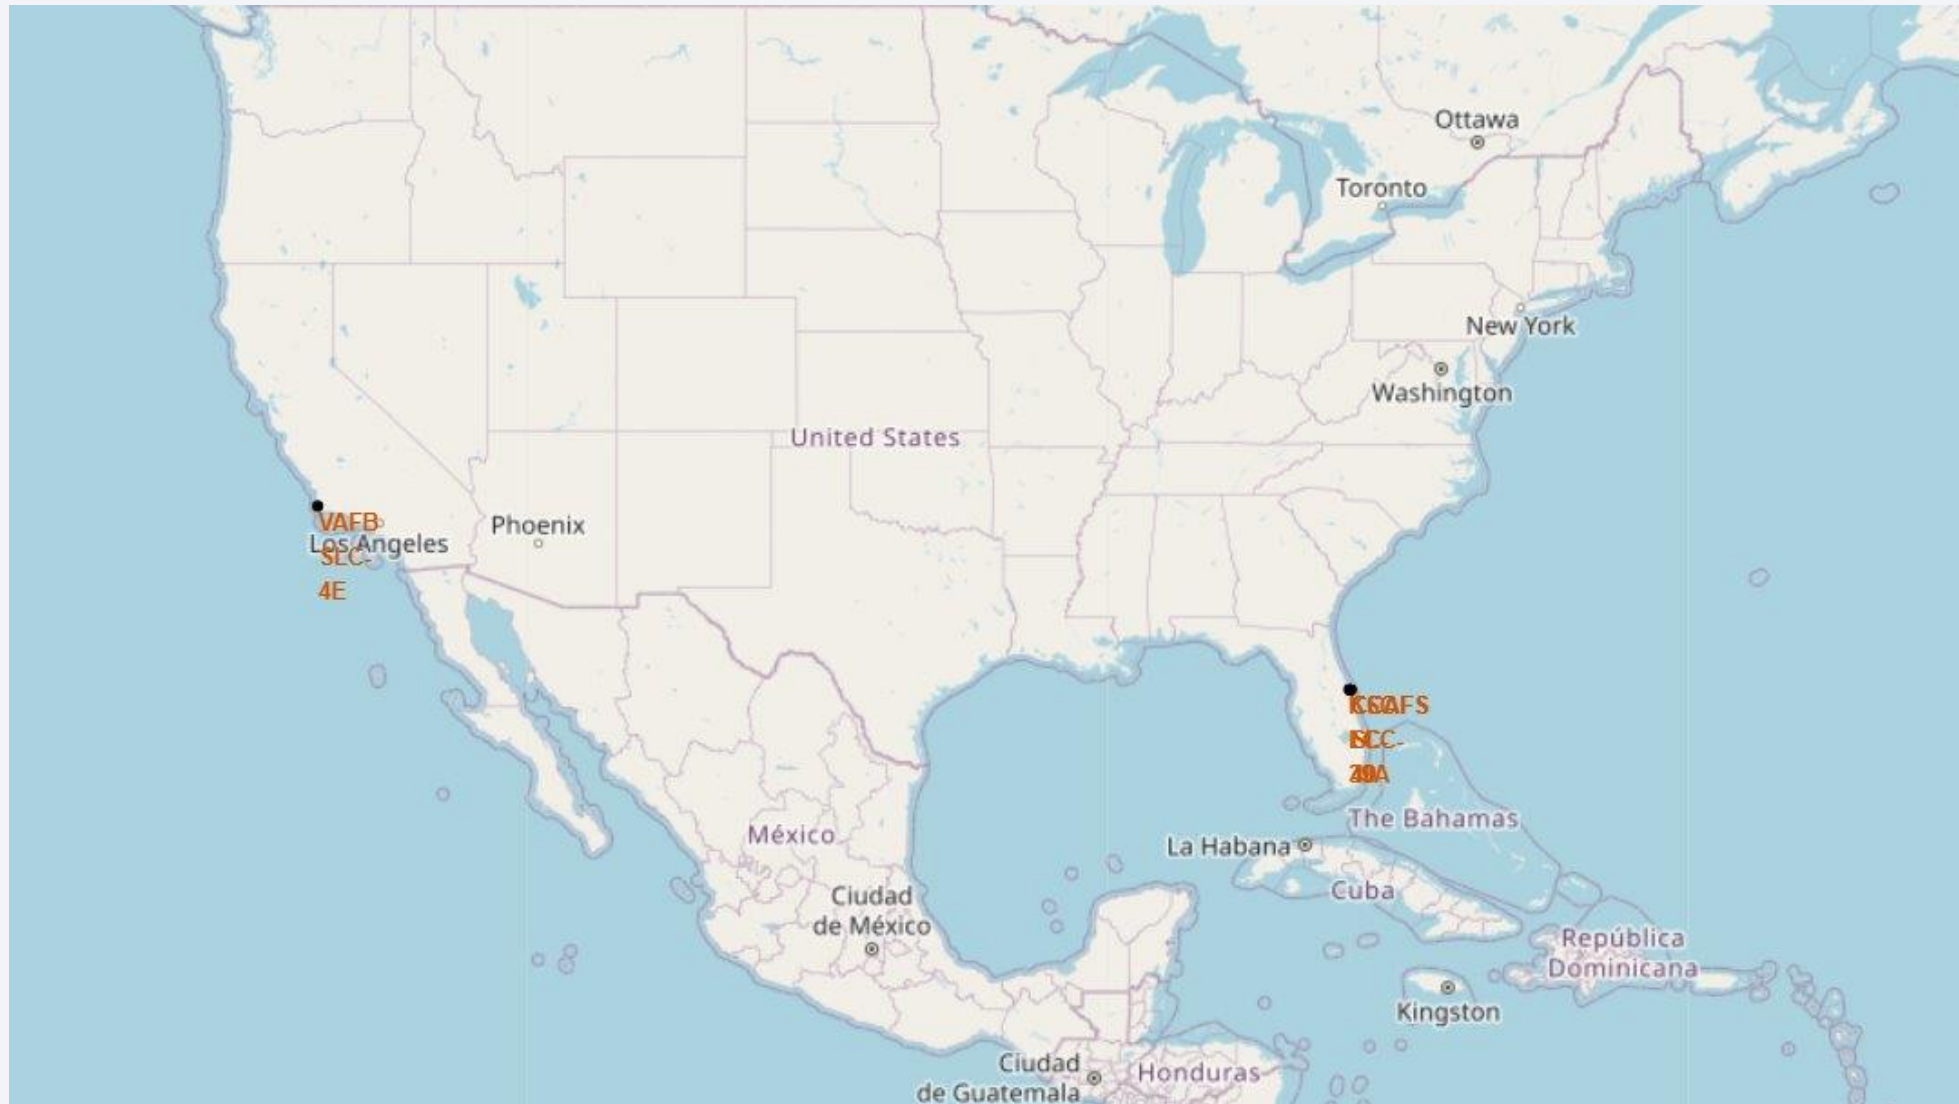 Ottawa
Toronto
New York
Washington
United States
VAFB
SLC-
4E
Los Angeles
Phoenix
The Bahamas
La Habana
México
Cuba
Ciudad
de México
República
Dominicana
Kingston
Ciudad
de Guatemala
Honduras